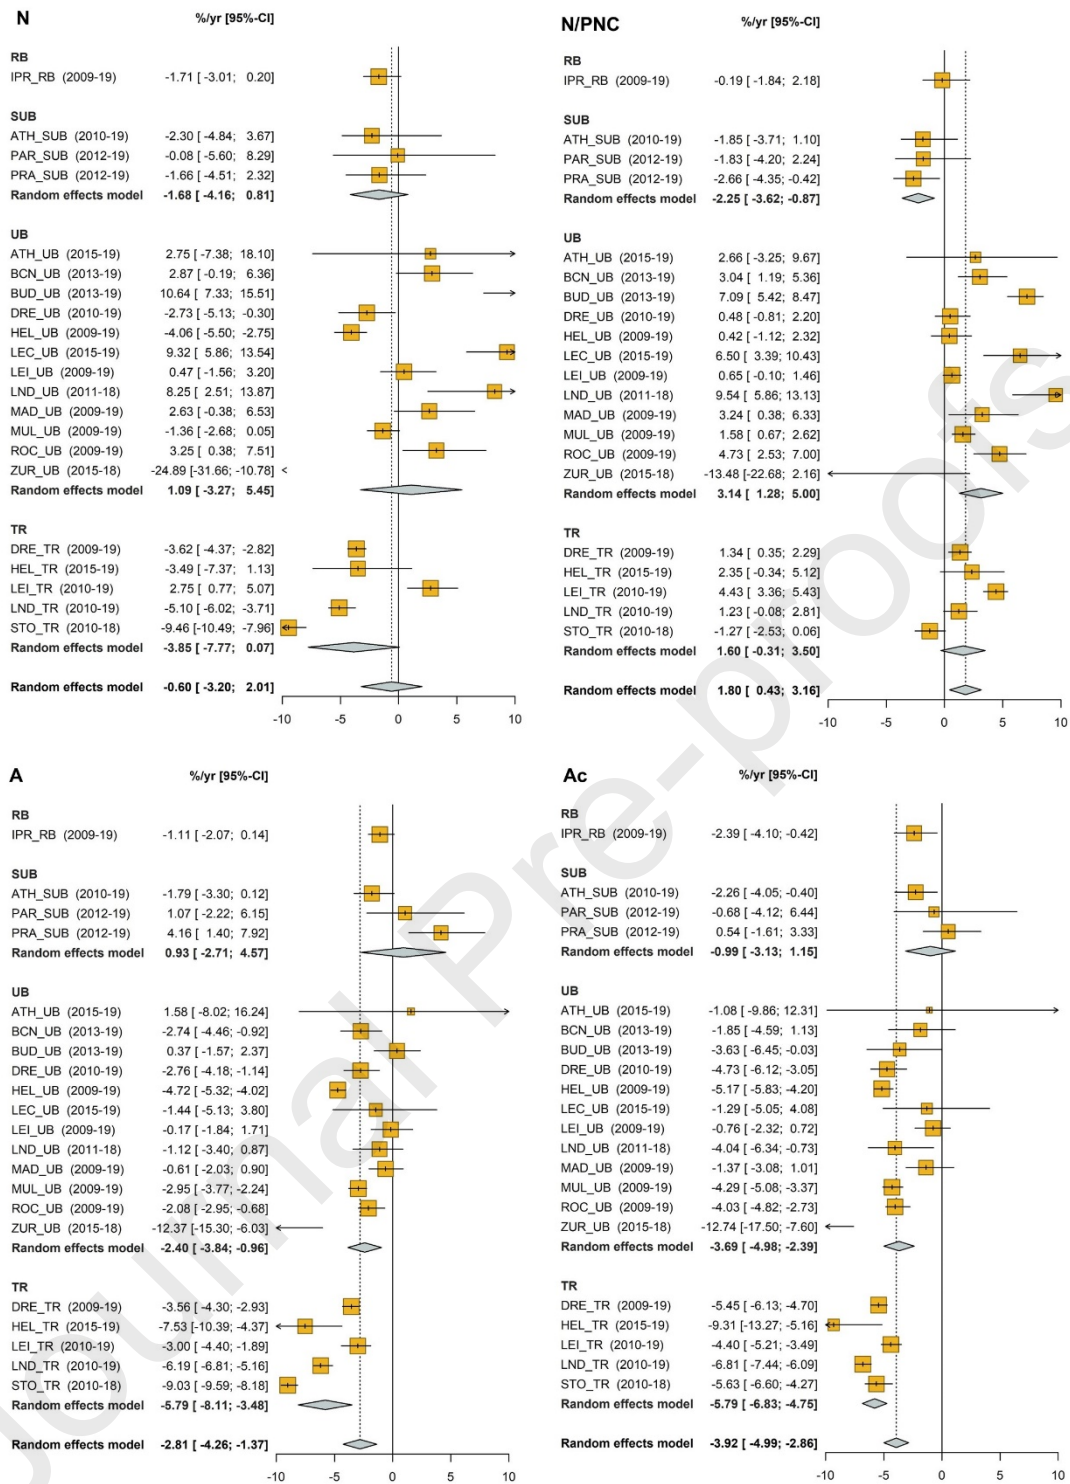 N %/yr [95%-CI]
RB
IPR_RB (2009-19) -1.71 [ -3.01; 0.20]
SUB
ATH_SUB (2010-19) -2.30 [ -4.84; 3.67]
PAR_SUB (2012-19) -0.08 [ -5.60; 8.29]
PRA_SUB (2012-19) -1.66 [ -4.51; 2.32]
Random effects model -1.68 [ -4.16; 0.81]
UB
ATH_UB (2015-19) 2.75 [ -7.38; 18.10]
BCN_UB (2013-19) 2.87 [ -0.19; 6.36]
BUD_UB (2013-19) 10.64 [ 7.33; 15.51]
DRE_UB (2010-19) -2.73 [ -5.13; -0.30]
HEL_UB (2009-19) -4.06 [ -5.50; -2.75]
LEC_UB (2015-19) 9.32 [ 5.86; 13.54]
LEI_UB (2009-19) 0.47 [ -1.56; 3.20]
LND_UB (2011-18) 8.25 [ 2.51; 13.87]
MAD_UB (2009-19) 2.63 [ -0.38; 6.53]
MUL_UB (2009-19) -1.36 [ -2.68; 0.05]
ROC_UB (2009-19) 3.25 [ 0.38; 7.51]
ZUR_UB (2015-18) -24.89 [-31.66; -10.78]
Random effects model 1.09 [ -3.27; 5.45]
TR
DRE_TR (2009-19) -3.62 [ -4.37; -2.82]
HEL_TR (2015-19) -3.49 [ -7.37; 1.13]
LEI_TR (2010-19) 2.75 [ 0.77; 5.07]
LND_TR (2010-19) -5.10 [ -6.02; -3.71]
STO_TR (2010-18) -9.46 [-10.49; -7.96]
Random effects model -3.85 [ -7.77; 0.07]
Random effects model -0.60 [ -3.20; 2.01]
-10 -5 0 5 10
N/PNC %/yr [95%-CI]
RB
IPR_RB (2009-19) -0.19 [ -1.84; 2.18]
SUB
ATH_SUB (2010-19) -1.85 [ -3.71; 1.10]
PAR_SUB (2012-19) -1.83 [ -4.20; 2.24]
PRA_SUB (2012-19) -2.66 [ -4.35; -0.42]
Random effects model -2.25 [ -3.62; -0.87]
UB
ATH_UB (2015-19) 2.66 [ -3.25; 9.67]
BCN_UB (2013-19) 3.04 [ 1.19; 5.36]
BUD_UB (2013-19) 7.09 [ 5.42; 8.47]
DRE_UB (2010-19) 0.48 [ -0.81; 2.20]
HEL_UB (2009-19) 0.42 [ -1.12; 2.32]
LEC_UB (2015-19) 6.50 [ 3.39; 10.43]
LEI_UB (2009-19) 0.65 [ -0.10; 1.46]
LND_UB (2011-18) 9.54 [ 5.86; 13.13]
MAD_UB (2009-19) 3.24 [ 0.38; 6.33]
MUL_UB (2009-19) 1.58 [ 0.67; 2.62]
ROC_UB (2009-19) 4.73 [ 2.53; 7.00]
ZUR_UB (2015-18) -13.48 [-22.68; 2.16]
Random effects model 3.14 [ 1.28; 5.00]
TR
DRE_TR (2009-19) 1.34 [ 0.35; 2.29]
HEL_TR (2015-19) 2.35 [ -0.34; 5.12]
LEI_TR (2010-19) 4.43 [ 3.36; 5.43]
LND_TR (2010-19) 1.23 [ -0.08; 2.81]
STO_TR (2010-18) -1.27 [ -2.53; 0.06]
Random effects model 1.60 [ -0.31; 3.50]
Random effects model 1.80 [ 0.43; 3.16]
-10 -5 0 5 10
A %/yr [95%-CI]
RB
IPR_RB (2009-19) -1.11 [ -2.07; 0.14]
SUB
ATH_SUB (2010-19) -1.79 [ -3.30; 0.12]
PAR_SUB (2012-19) 1.07 [ -2.22; 6.15]
PRA_SUB (2012-19) 4.16 [ 1.40; 7.92]
Random effects model 0.93 [ -2.71; 4.57]
UB
ATH_UB (2015-19) 1.58 [ -8.02; 16.24]
BCN_UB (2013-19) -2.74 [ -4.46; -0.92]
BUD_UB (2013-19) 0.37 [ -1.57; 2.37]
DRE_UB (2010-19) -2.76 [ -4.18; -1.14]
HEL_UB (2009-19) -4.72 [ -5.32; -4.02]
LEC_UB (2015-19) -1.44 [ -5.13; 3.80]
LEI_UB (2009-19) -0.17 [ -1.84; 1.71]
LND_UB (2011-18) -1.12 [ -3.40; 0.87]
MAD_UB (2009-19) -0.61 [ -2.03; 0.90]
MUL_UB (2009-19) -2.95 [ -3.77; -2.24]
ROC_UB (2009-19) -2.08 [ -2.95; -0.68]
ZUR_UB (2015-18) -12.37 [-15.30; -6.03]
Random effects model -2.40 [ -3.84; -0.96]
TR
DRE_TR (2009-19) -3.56 [ -4.30; -2.93]
HEL_TR (2015-19) -7.53 [-10.39; -4.37]
LEI_TR (2010-19) -3.00 [ -4.40; -1.89]
LND_TR (2010-19) -6.19 [ -6.81; -5.16]
STO_TR (2010-18) -9.03 [ -9.59; -8.18]
Random effects model -5.79 [ -8.11; -3.48]
Random effects model -2.81 [ -4.26; -1.37]
-10 -5 0 5 10
Ac %/yr [95%-CI]
RB
IPR_RB (2009-19) -2.39 [ -4.10; -0.42]
SUB
ATH_SUB (2010-19) -2.26 [ -4.05; -0.40]
PAR_SUB (2012-19) -0.68 [ -4.12; 6.44]
PRA_SUB (2012-19) 0.54 [ -1.61; 3.33]
Random effects model -0.99 [ -3.13; 1.15]
UB
ATH_UB (2015-19) -1.08 [ -9.86; 12.31]
BCN_UB (2013-19) -1.85 [ -4.59; 1.13]
BUD_UB (2013-19) -3.63 [ -6.45; -0.03]
DRE_UB (2010-19) -4.73 [ -6.12; -3.05]
HEL_UB (2009-19) -5.17 [ -5.83; -4.20]
LEC_UB (2015-19) -1.29 [ -5.05; 4.08]
LEI_UB (2009-19) -0.76 [ -2.32; 0.72]
LND_UB (2011-18) -4.04 [ -6.34; -0.73]
MAD_UB (2009-19) -1.37 [ -3.08; 1.01]
MUL_UB (2009-19) -4.29 [ -5.08; -3.37]
ROC_UB (2009-19) -4.03 [ -4.82; -2.73]
ZUR_UB (2015-18) -12.74 [-17.50; -7.60]
Random effects model -3.69 [ -4.98; -2.39]
TR
DRE_TR (2009-19) -5.45 [ -6.13; -4.70]
HEL_TR (2015-19) -9.31 [-13.27; -5.16]
LEI_TR (2010-19) -4.40 [ -5.21; -3.49]
LND_TR (2010-19) -6.81 [ -7.44; -6.09]
STO_TR (2010-18) -5.63 [ -6.60; -4.27]
Random effects model -5.79 [ -6.83; -4.75]
Random effects model -3.92 [ -4.99; -2.86]
-10 -5 0 5 10
Journal Pre-proofs